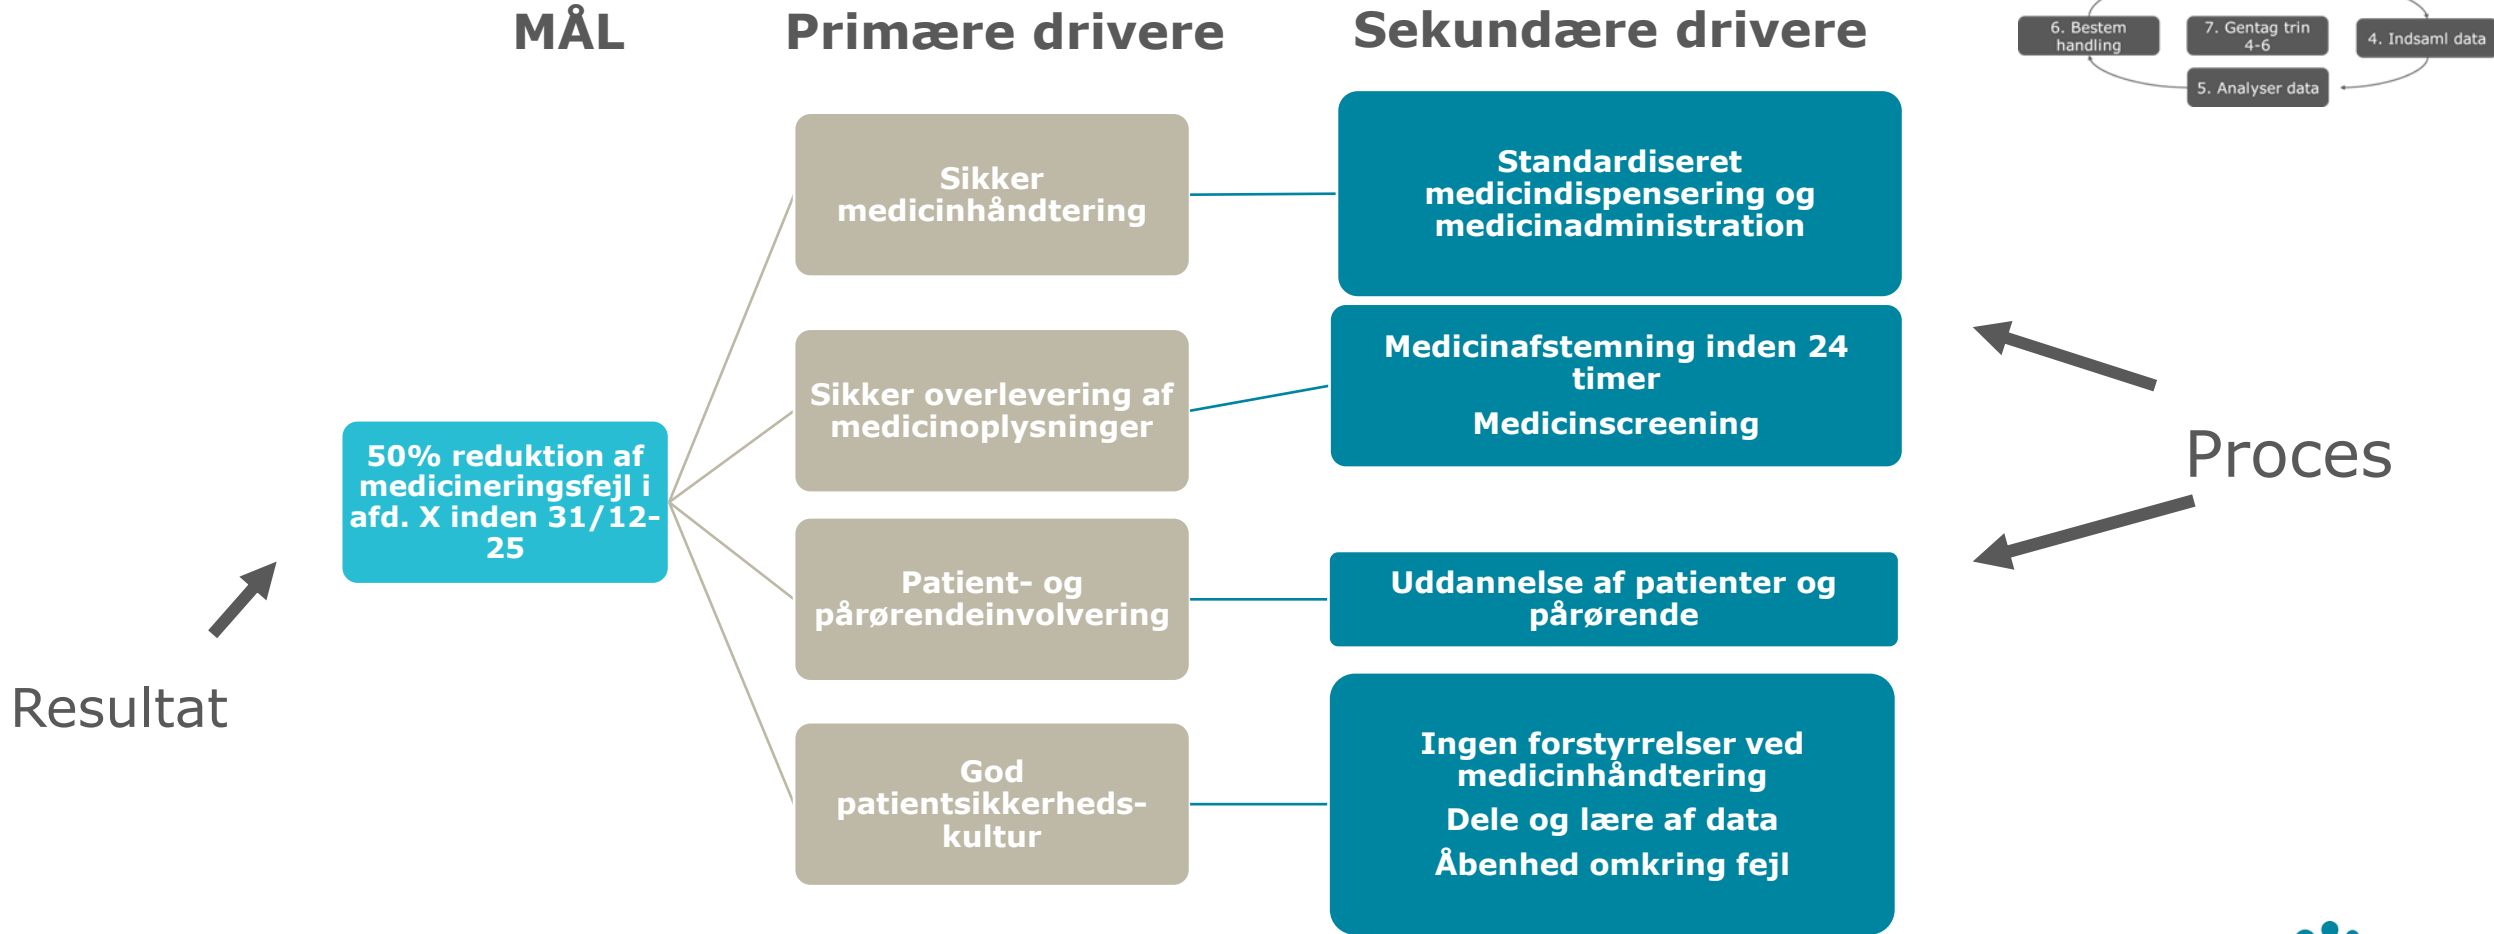 MÅL
Primære drivere
Sekundære drivere
6. Bestem
handling
7. Gentag trin
4-6
4. Indsaml data
5. Analyser data
50% reduktion af
medicineringsfejl i
afd. X inden 31/12-
25
Sikker
medicinhåndtering
Sikker overlevering af
medicinoplysninger
Patient- og
pårørendeinvolvering
God
patientsikkerheds-
kultur
Standardiseret
medicindispensering og
medicinadministration
Medicinafstemning inden 24
timer
Medicinscreening
Uddannelse af patienter og
pårørende
Ingen forstyrrelser ved
medicinhåndtering
Dele og lære af data
Åbenhed omkring fejl
Proces
Resultat